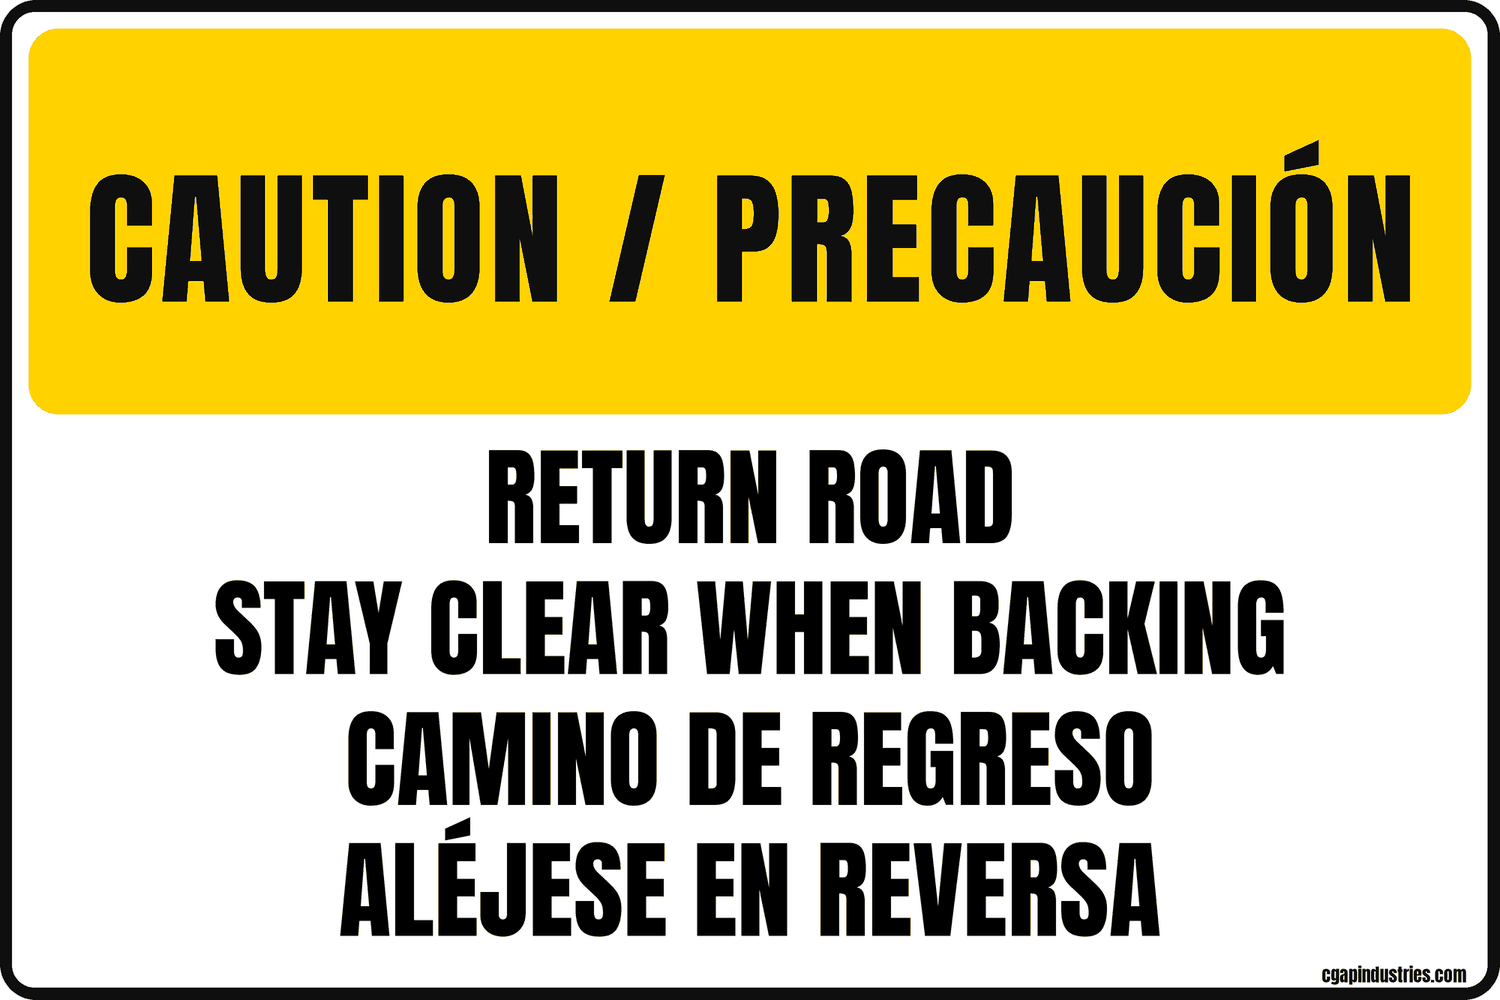 CAUTION / PRECAUCIÓN
RETURN ROAD
STAY CLEAR WHEN BACKING
CAMINO DE REGRESO
ALÉJESE EN REVERSA
cgapindustries.com